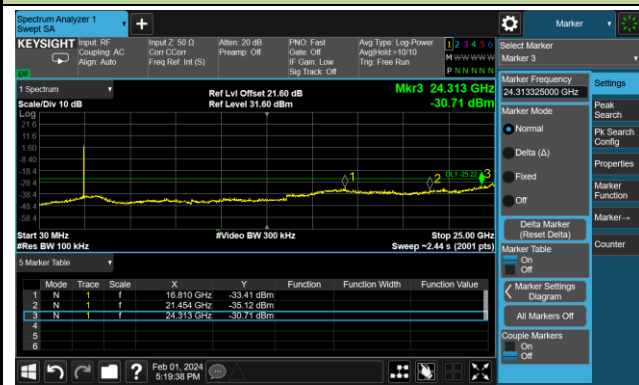 Spectrum Analyzer 1
Swept SA
Marker
KEYSIGHT Input: RF Input Z: 50 Ω Atten: 20 dB PNO: Fast Avg Type: Log-Power 1 2 3 4 5 6
Coupling: AC Corr CCorr Preamp: Off Gate: Off Avg|Hold:>10/10 M W W W W W
Align: Auto Freq Ref: Int (S) IF Gain: Low Trig: Free Run P N N N N N
Sig Track: Off
LXI
Select Marker
Marker 3
1 Spectrum
Ref Lvl Offset 21.60 dB Mkr3 24.313 GHz
Scale/Div 10 dB Ref Level 31.60 dBm -30.71 dBm
Log
21.6
11.6
1.60
-8.40
-18.4
-28.4
-38.4
-48.4
-58.4
1
2
DL1 -25.22
3
Start 30 MHz #Video BW 300 kHz Stop 25.00 GHz
#Res BW 100 kHz Sweep ~2.44 s (2001 pts)
5 Marker Table
Mode Trace Scale X Y Function Function Width Function Value
1 N 1 f 16.810 GHz -33.41 dBm
2 N 1 f 21.454 GHz -35.12 dBm
3 N 1 f 24.313 GHz -30.71 dBm
4
5
6
Marker Frequency
24.313325000 GHz
Marker Mode
Normal
Delta (Δ)
Fixed
Off
Delta Marker
(Reset Delta)
Marker Table
On
Off
Marker Settings
Diagram
All Markers Off
Couple Markers
On
Off
Settings
Peak
Search
Pk Search
Config
Properties
Marker
Function
Marker→
Counter
Feb 01, 2024
5:19:38 PM